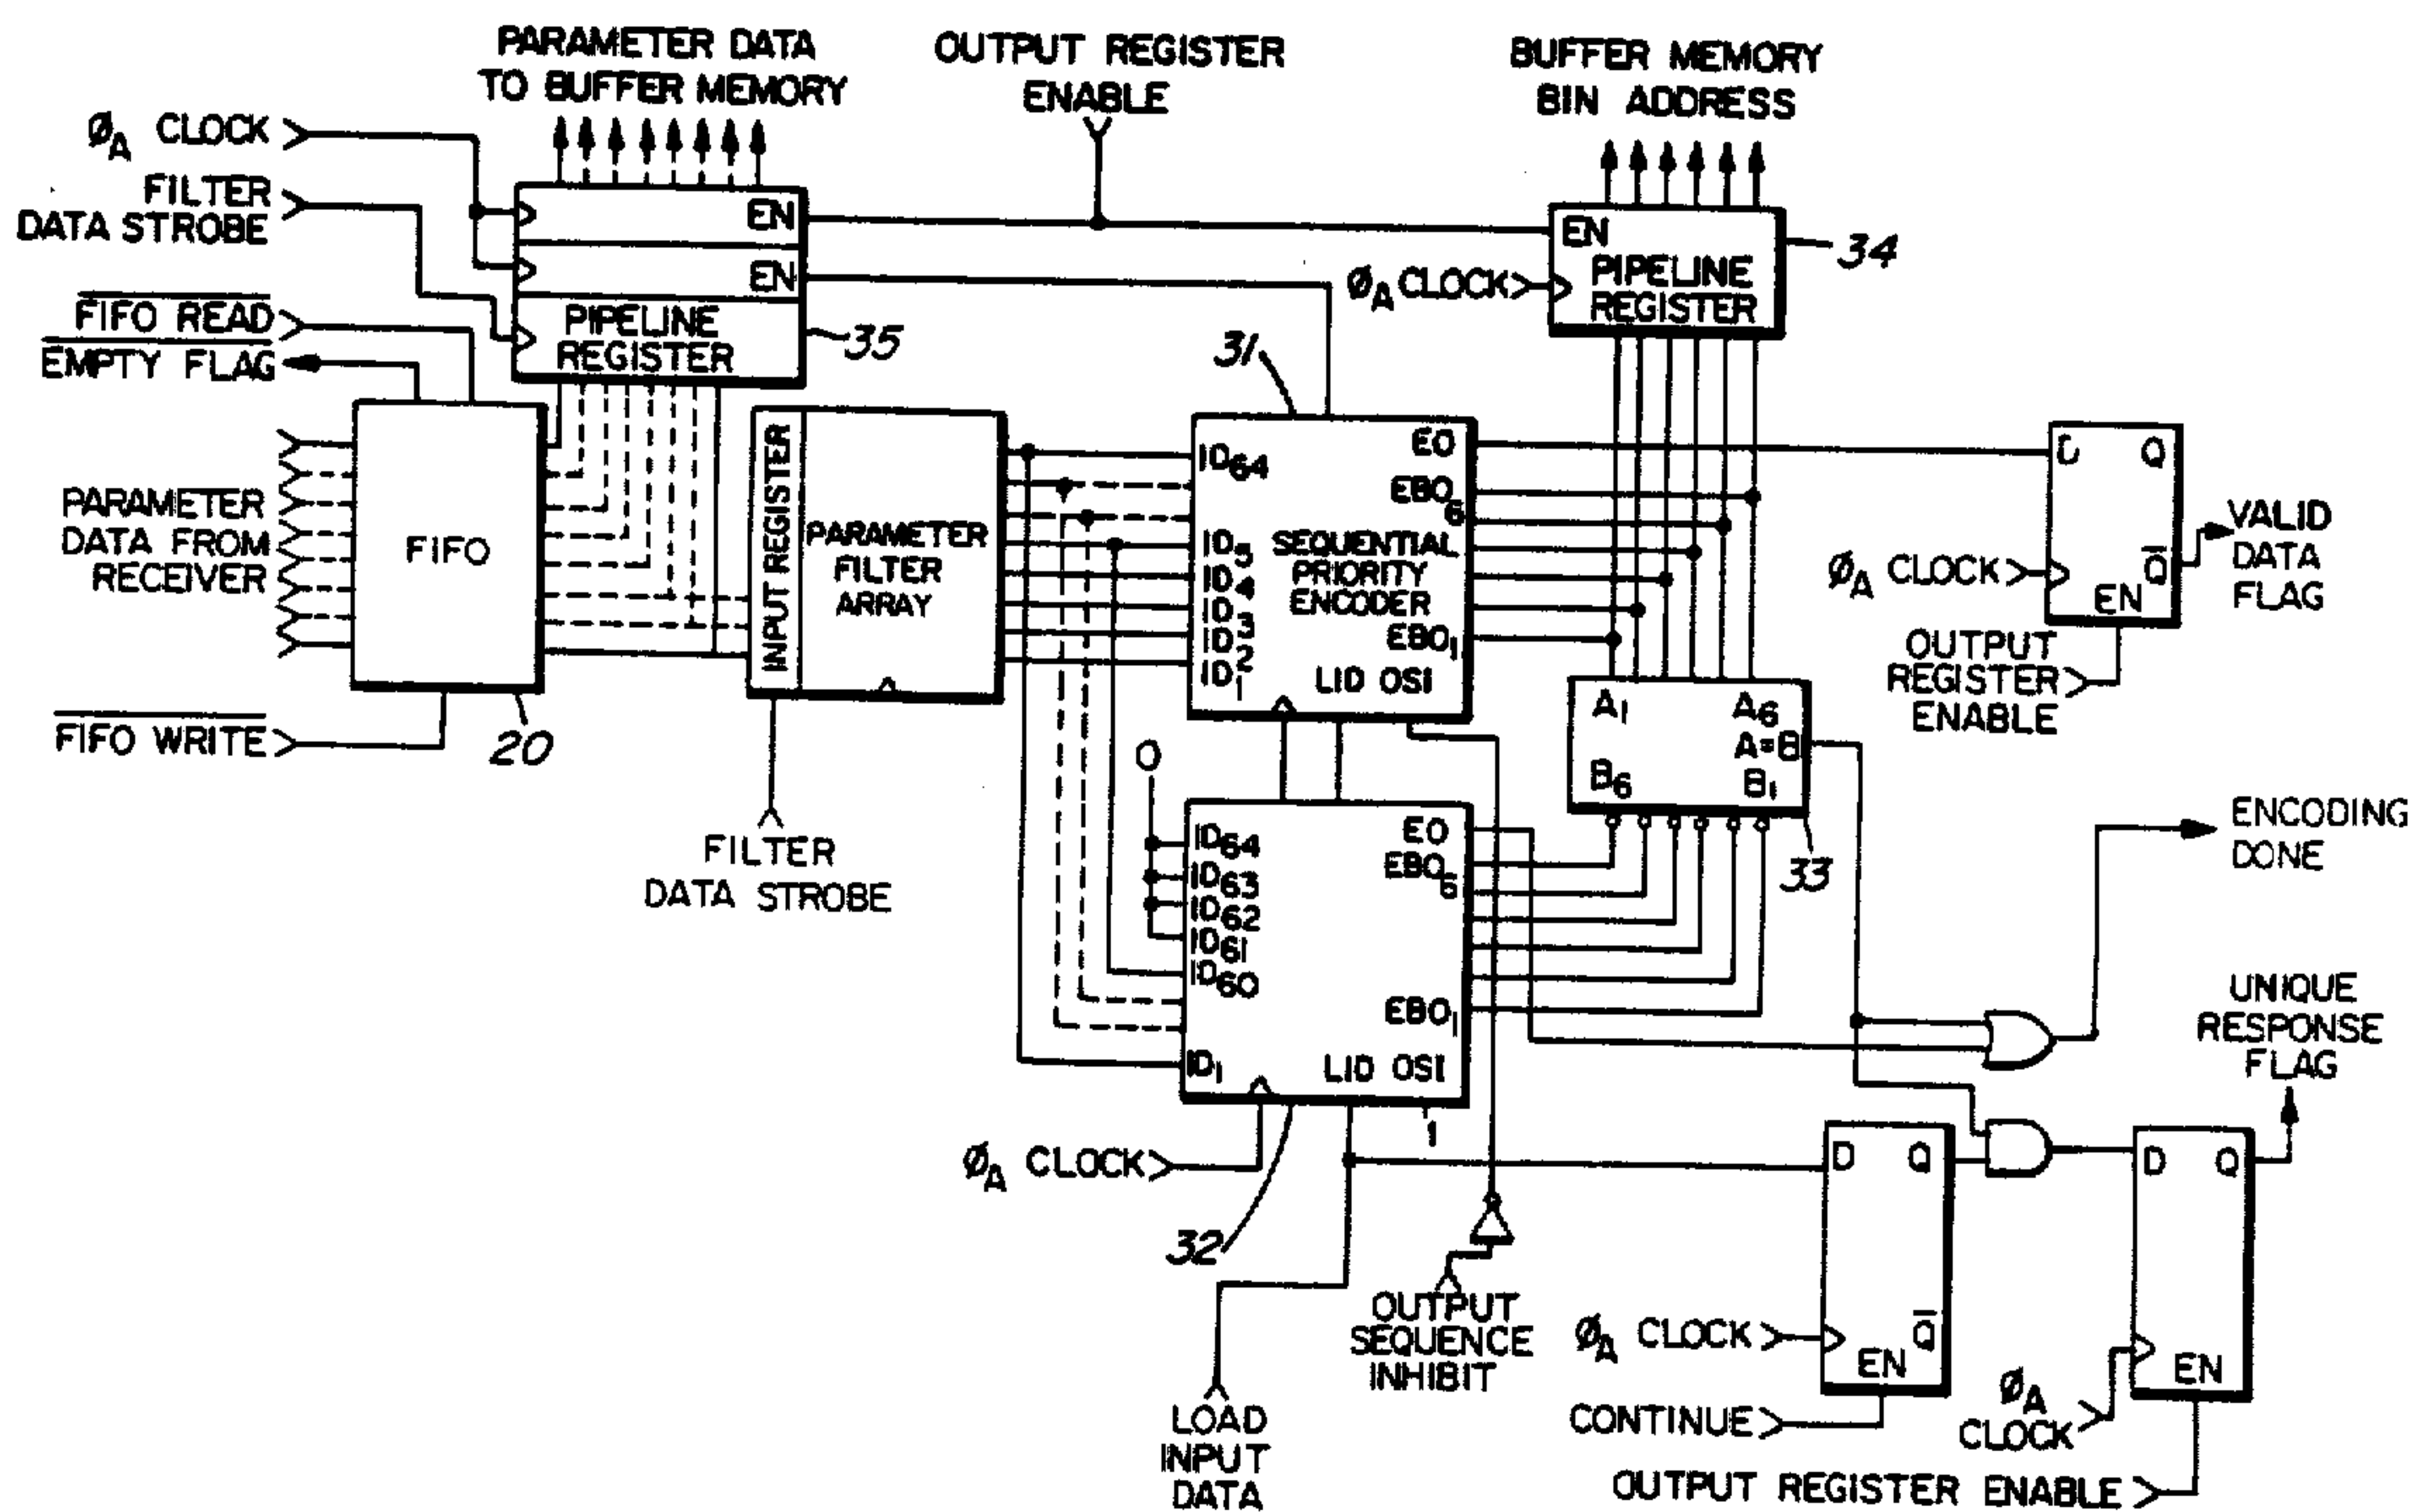 PARAMETER DATA
TO BUFFER MEMORY
OUTPUT REGISTER
ENABLE
BUFFER MEMORY
BIN ADDRESS
ØA CLOCK
FILTER
DATA STROBE
FIFO READ
EMPTY FLAG
EN
EN
PIPELINE
REGISTER
35
EN
PIPELINE
REGISTER
34
ØA CLOCK
31
PARAMETER
DATA FROM
RECEIVER
FIFO
20
FIFO WRITE
INPUT REGISTER
PARAMETER
FILTER
ARRAY
FILTER
DATA STROBE
ID64
ID5
ID4
ID3
ID2
ID1
EO
EBO6
SEQUENTIAL
PRIORITY
ENCODER
EBO1
LID OSI
D Q
Q̅
EN
ØA CLOCK
VALID
DATA
FLAG
OUTPUT
REGISTER
ENABLE
A1 A6
A=B
B6 B1
33
0
ID64
ID63
ID62
ID61
ID60
ID1
EO
EBO6
EBO1
LID OSI
1
ENCODING
DONE
UNIQUE
RESPONSE
FLAG
ØA CLOCK
32
LOAD
INPUT
DATA
OUTPUT
SEQUENCE
INHIBIT
D Q
Q̅
EN
ØA CLOCK
CONTINUE
D Q
EN
ØA
CLOCK
OUTPUT REGISTER ENABLE